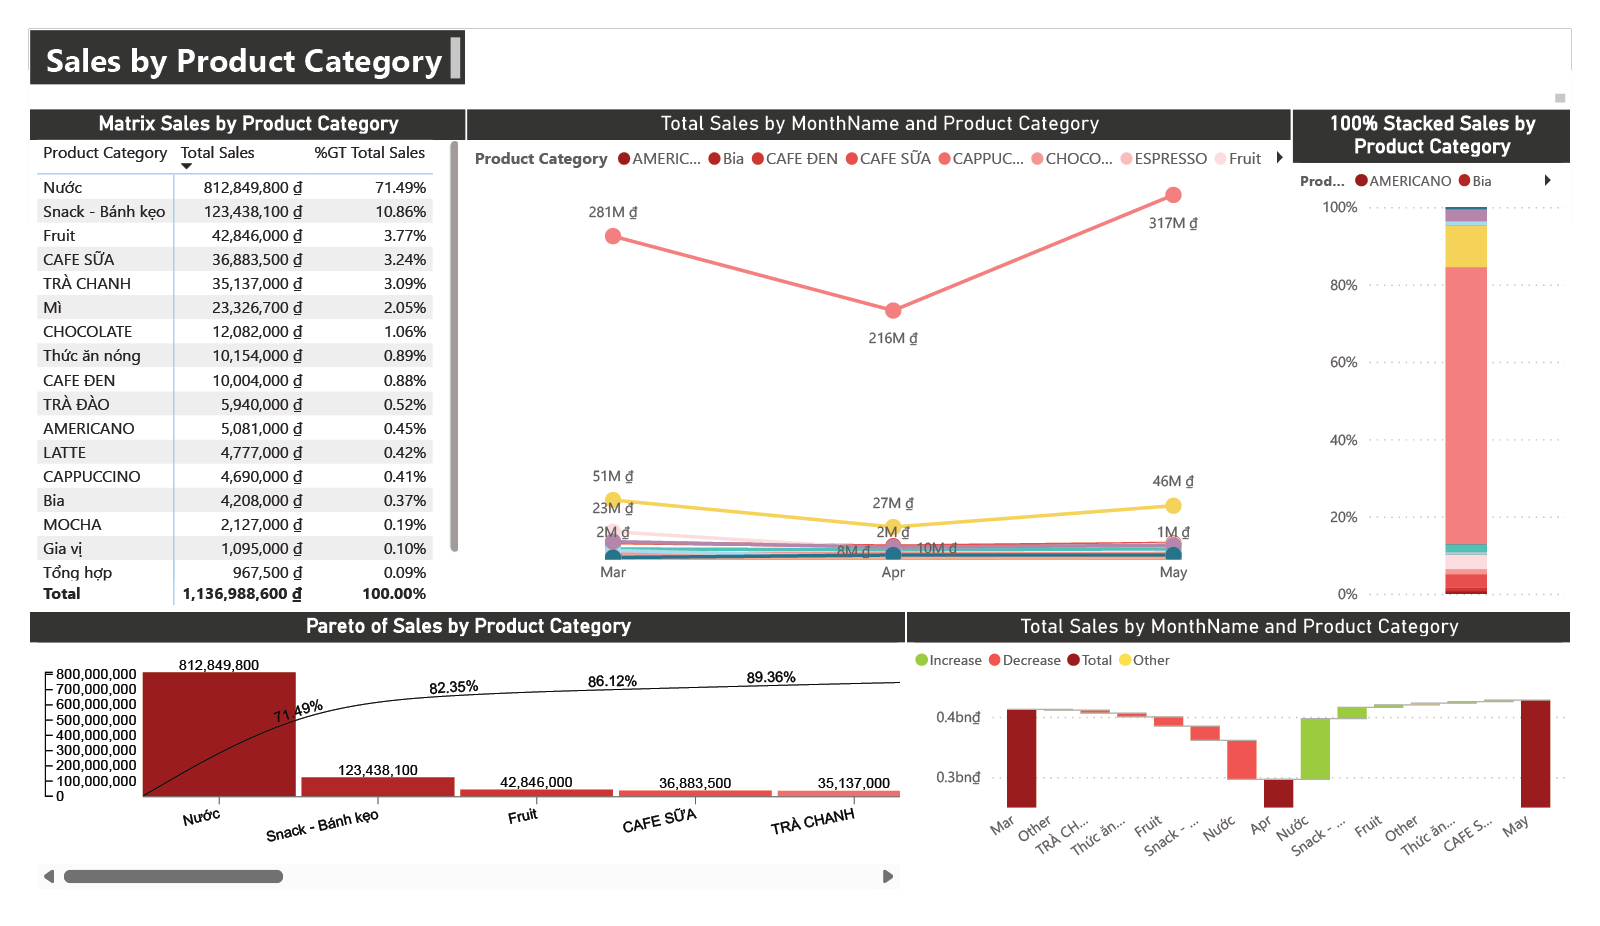 Sales by Product Category
Matrix Sales by Product Category
Product Category Total Sales %GT Total Sales
Nước 812,849,800 ₫ 71.49%
Snack - Bánh kẹo 123,438,100 ₫ 10.86%
Fruit 42,846,000 ₫ 3.77%
CAFE SỮA 36,883,500 ₫ 3.24%
TRÀ CHANH 35,137,000 ₫ 3.09%
Mì 23,326,700 ₫ 2.05%
CHOCOLATE 12,082,000 ₫ 1.06%
Thức ăn nóng 10,154,000 ₫ 0.89%
CAFE ĐEN 10,004,000 ₫ 0.88%
TRÀ ĐÀO 5,940,000 ₫ 0.52%
AMERICANO 5,081,000 ₫ 0.45%
LATTE 4,777,000 ₫ 0.42%
CAPPUCCINO 4,690,000 ₫ 0.41%
Bia 4,208,000 ₫ 0.37%
MOCHA 2,127,000 ₫ 0.19%
Gia vị 1,095,000 ₫ 0.10%
Tổng hợp 967,500 ₫ 0.09%
Total 1,136,988,600 ₫ 100.00%
Total Sales by MonthName and Product Category
Product Category AMERIC... Bia CAFE ĐEN CAFE SỮA CAPPUC... CHOCO... ESPRESSO Fruit
281M ₫
317M ₫
216M ₫
51M ₫
46M ₫
27M ₫
23M ₫
2M ₫ 2M ₫ 1M ₫
8M ₫ 10M ₫
Mar Apr May
100% Stacked Sales by
Product Category
Prod... AMERICANO Bia
100%
80%
60%
40%
20%
0%
Pareto of Sales by Product Category
800,000,000
700,000,000
600,000,000
500,000,000
400,000,000
300,000,000
200,000,000
100,000,000
0
812,849,800
71.49%
82.35%
86.12%
89.36%
123,438,100
42,846,000
36,883,500
35,137,000
Nước Snack - Bánh kẹo Fruit CAFE SỮA TRÀ CHANH
Total Sales by MonthName and Product Category
Increase Decrease Total Other
0.4bn₫
0.3bn₫
Mar Other TRÀ CH... Thức ăn... Fruit Snack - ... Nước Apr Nước Snack - ... Fruit Other Thức ăn... CAFE S... May